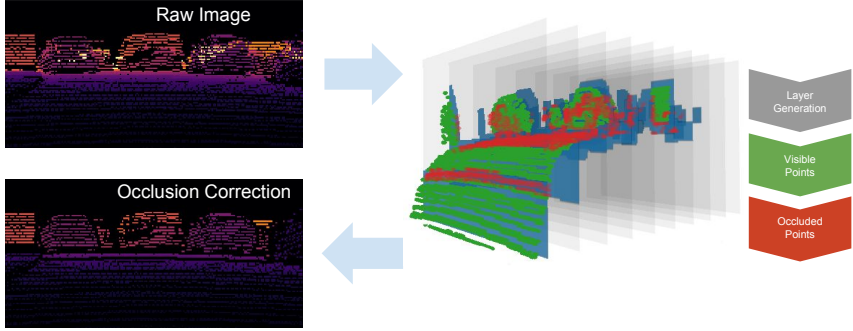 Raw Image
Occlusion Correction
Layer
Generation
Visible
Points
Occluded
Points